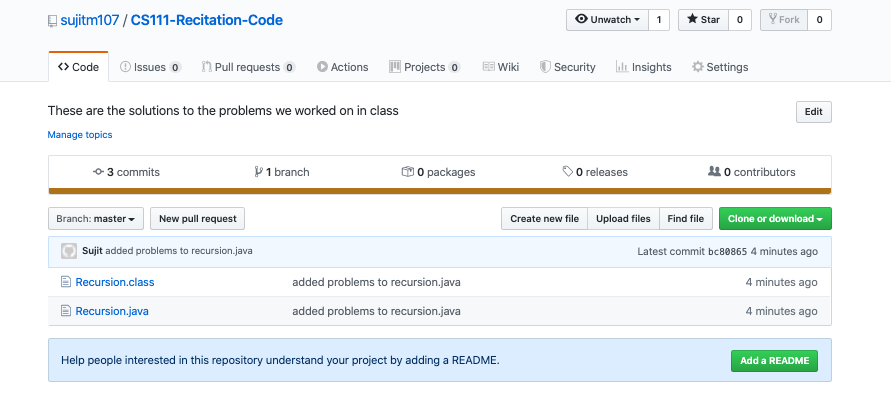 sujitm107 / CS111-Recitation-Code Unwatch 1 Star 0 Fork 0
Code Issues 0 Pull requests 0 Actions Projects 0 Wiki Security Insights Settings
These are the solutions to the problems we worked on in class Edit
Manage topics
3 commits 1 branch 0 packages 0 releases 0 contributors
Branch: master New pull request Create new file Upload files Find file Clone or download
Sujit added problems to recursion.java Latest commit bc80865 4 minutes ago
Recursion.class added problems to recursion.java 4 minutes ago
Recursion.java added problems to recursion.java 4 minutes ago
Help people interested in this repository understand your project by adding a README. Add a README